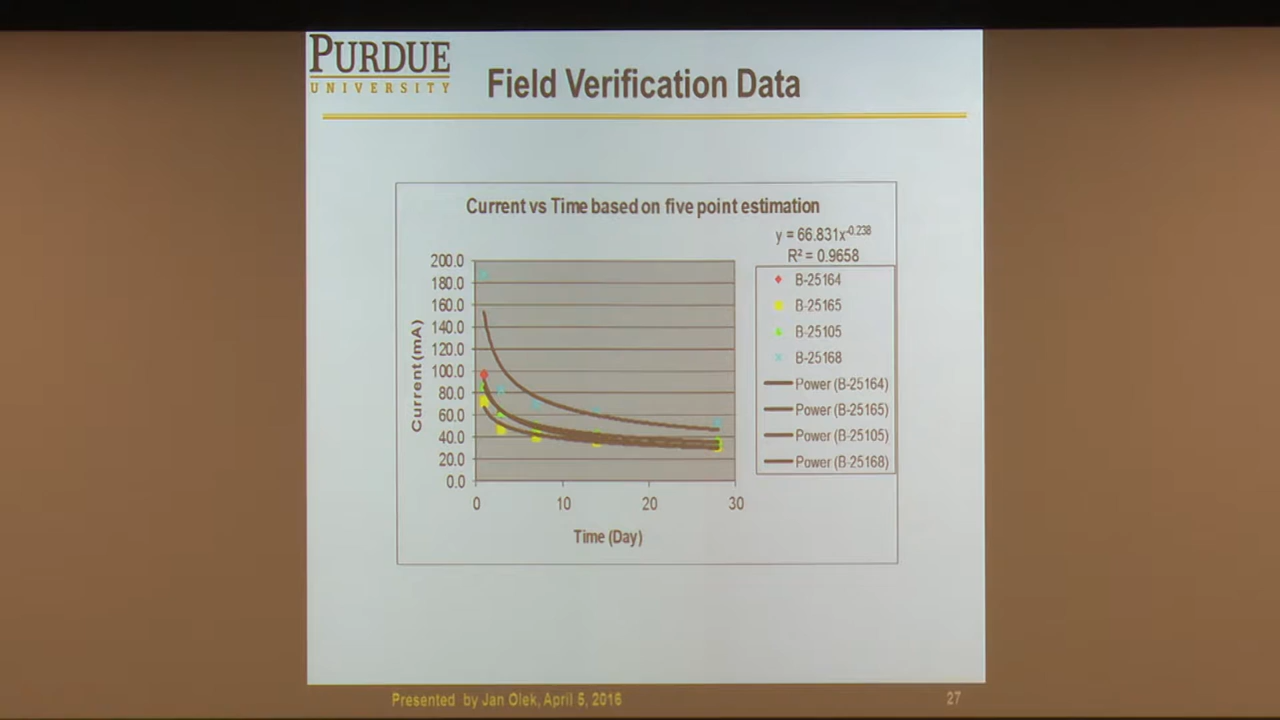 PURDUE
UNIVERSITY
Field Verification Data
Current vs Time based on five point estimation
y = 66.831x^-0.238
R² = 0.9658
200.0
180.0
160.0
140.0
120.0
100.0
80.0
60.0
40.0
20.0
0.0
Current (mA)
0 10 20 30
Time (Day)
B-25164
B-25165
B-25105
B-25168
Power (B-25164)
Power (B-25165)
Power (B-25105)
Power (B-25168)
Presented by Jan Olek, April 5, 2016
27